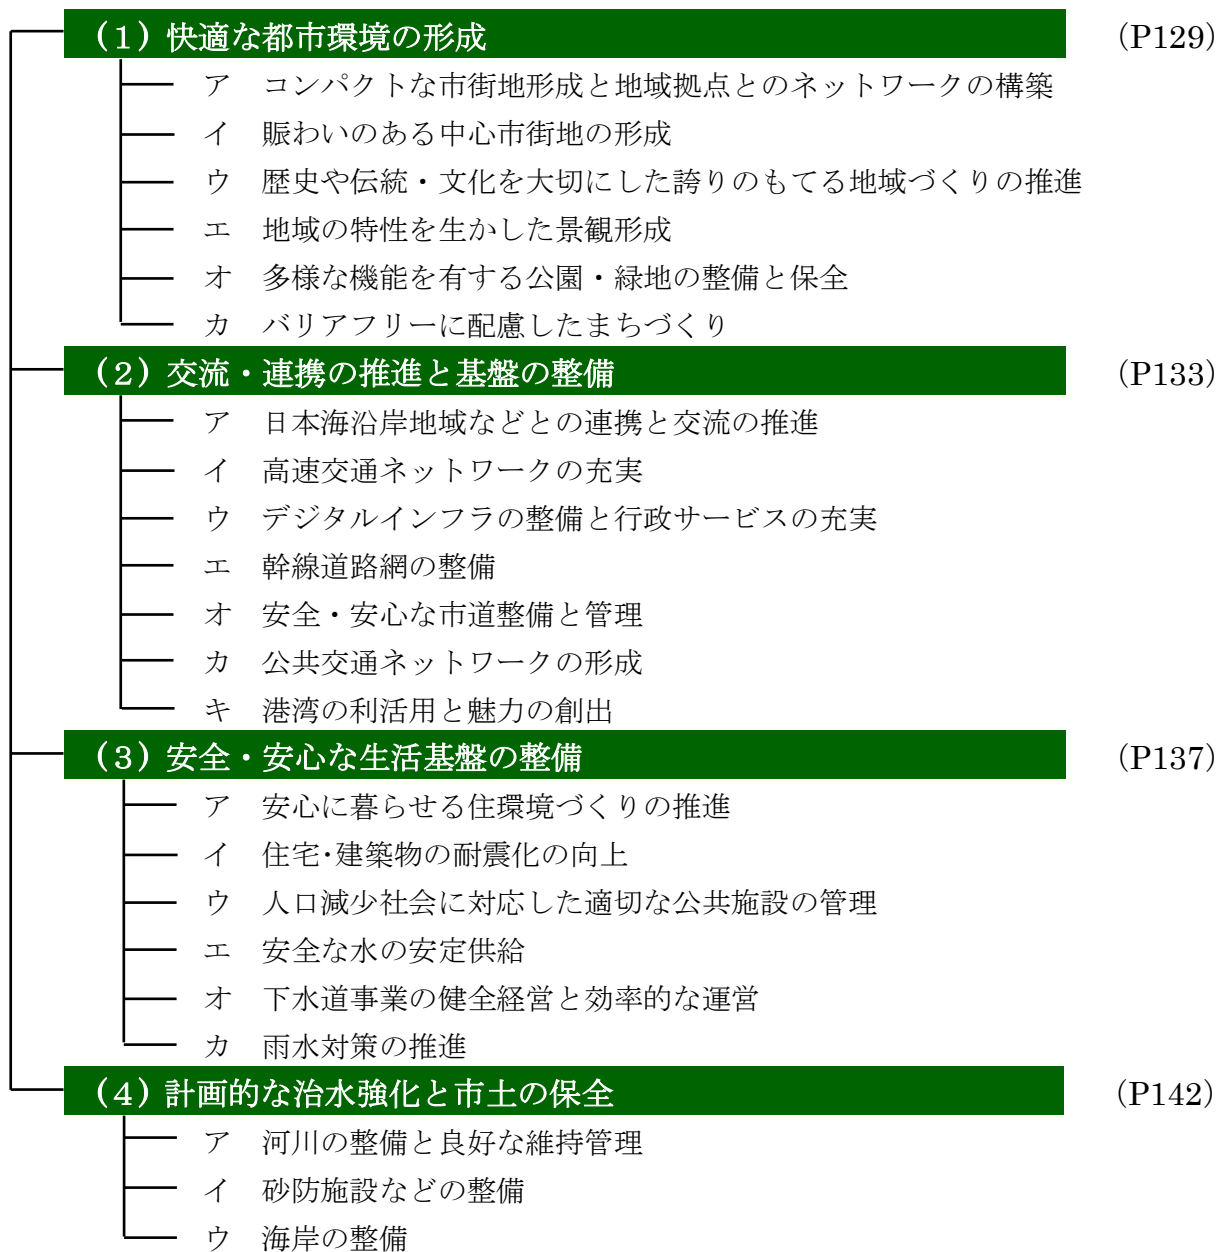 （1）快適な都市環境の形成 （P129）
ア　コンパクトな市街地形成と地域拠点とのネットワークの構築
イ　賑わいのある中心市街地の形成
ウ　歴史や伝統・文化を大切にした誇りのもてる地域づくりの推進
エ　地域の特性を生かした景観形成
オ　多様な機能を有する公園・緑地の整備と保全
カ　バリアフリーに配慮したまちづくり
（2）交流・連携の推進と基盤の整備 （P133）
ア　日本海沿岸地域などとの連携と交流の推進
イ　高速交通ネットワークの充実
ウ　デジタルインフラの整備と行政サービスの充実
エ　幹線道路網の整備
オ　安全・安心な市道整備と管理
カ　公共交通ネットワークの形成
キ　港湾の利活用と魅力の創出
（3）安全・安心な生活基盤の整備 （P137）
ア　安心に暮らせる住環境づくりの推進
イ　住宅･建築物の耐震化の向上
ウ　人口減少社会に対応した適切な公共施設の管理
エ　安全な水の安定供給
オ　下水道事業の健全経営と効率的な運営
カ　雨水対策の推進
（4）計画的な治水強化と市土の保全 （P142）
ア　河川の整備と良好な維持管理
イ　砂防施設などの整備
ウ　海岸の整備